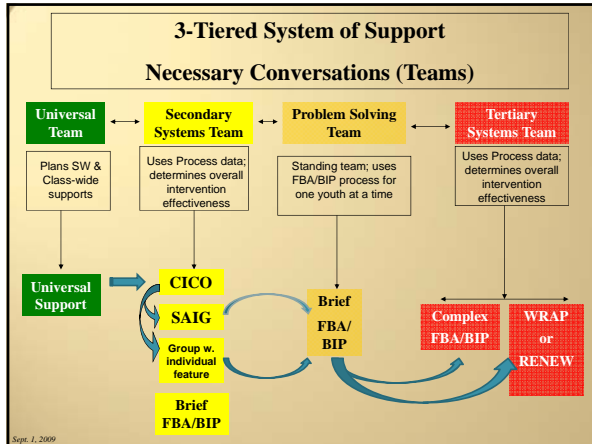 3-Tiered System of Support
Necessary Conversations (Teams)
Universal
Team
Secondary
Systems Team
Problem Solving
Team
Tertiary
Systems Team
Plans SW &
Class-wide
supports
Uses Process data;
determines overall
intervention
effectiveness
Standing team; uses
FBA/BIP process for
one youth at a time
Uses Process data;
determines overall
intervention
effectiveness
Universal
Support
CICO
SAIG
Group w. individual
feature
Brief
FBA/BIP
Brief
FBA/
BIP
Complex
FBA/BIP
WRAP
or
RENEW
Sept. 1, 2009